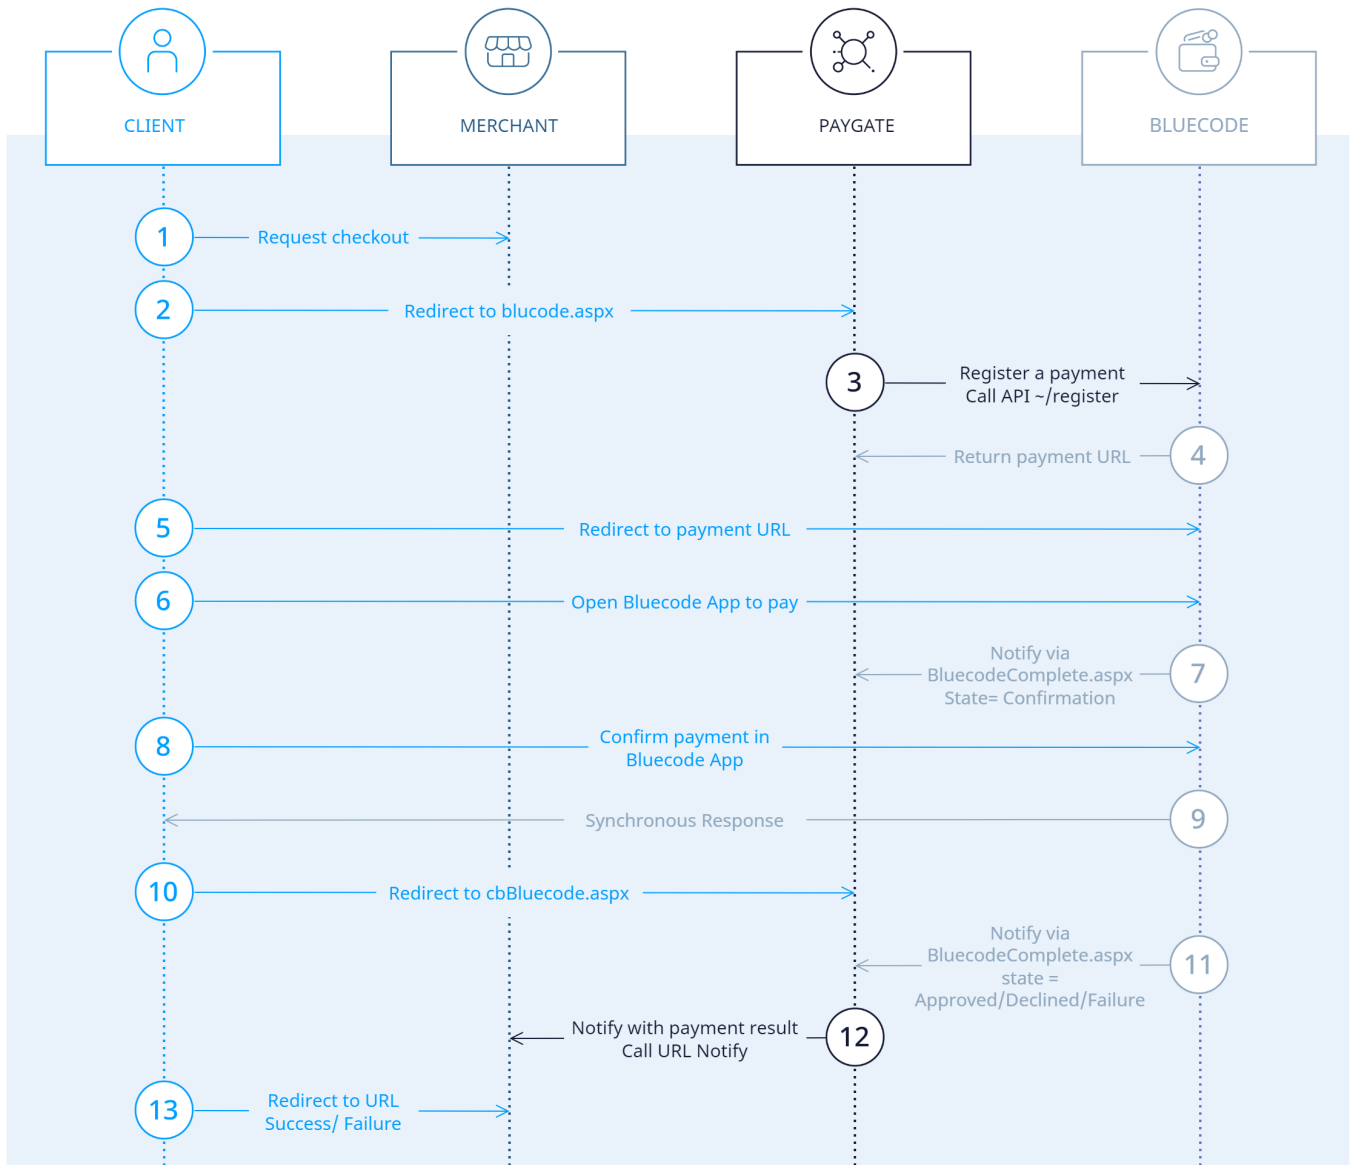 CLIENT
MERCHANT
PAYGATE
BLUECODE
1
Request checkout
2
Redirect to blucode.aspx
3
Register a payment
Call API ~/register
4
Return payment URL
5
Redirect to payment URL
6
Open Bluecode App to pay
7
Notify via
BluecodeComplete.aspx
State= Confirmation
8
Confirm payment in
Bluecode App
9
Synchronous Response
10
Redirect to cbBluecode.aspx
11
Notify via
BluecodeComplete.aspx
state =
Approved/Declined/Failure
12
Notify with payment result
Call URL Notify
13
Redirect to URL
Success/ Failure